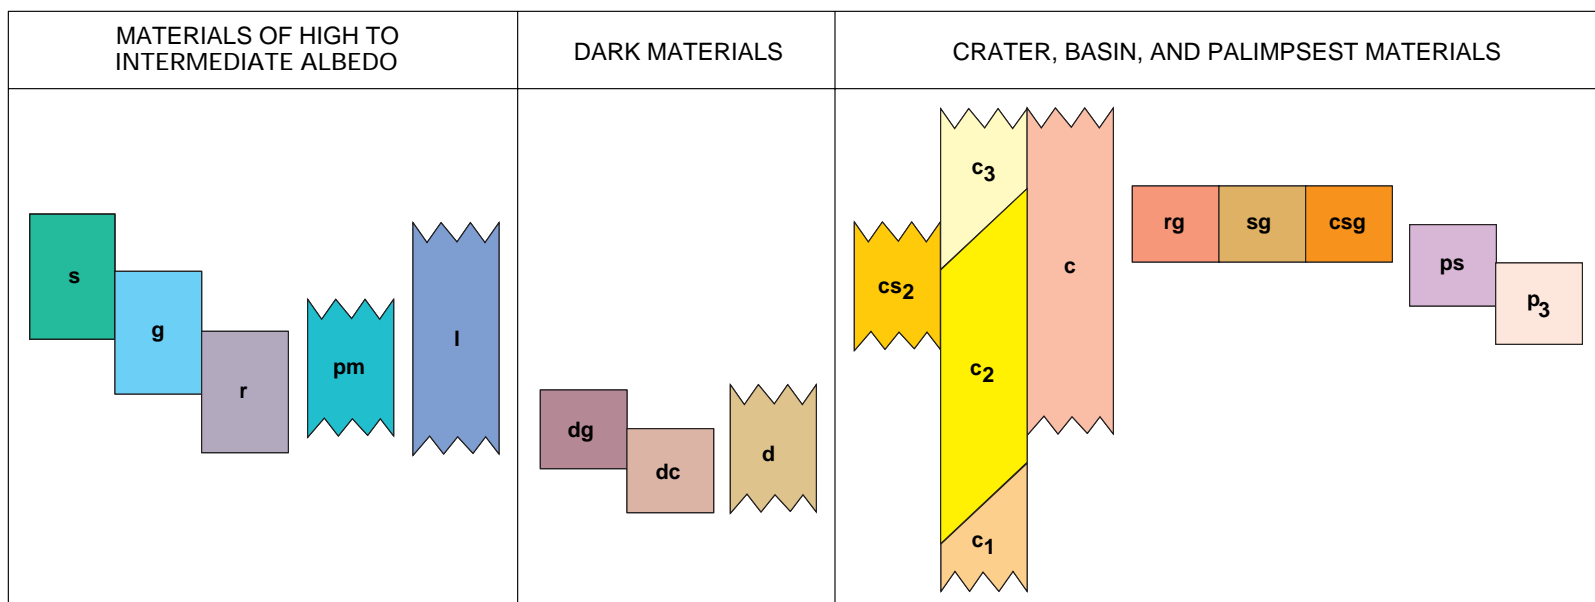 MATERIALS OF HIGH TO
INTERMEDIATE ALBEDO
DARK MATERIALS
CRATER, BASIN, AND PALIMPSEST MATERIALS
s
g
r
pm
l
dg
dc
d
cs2
c3
c2
c1
c
rg
sg
csg
ps
p3